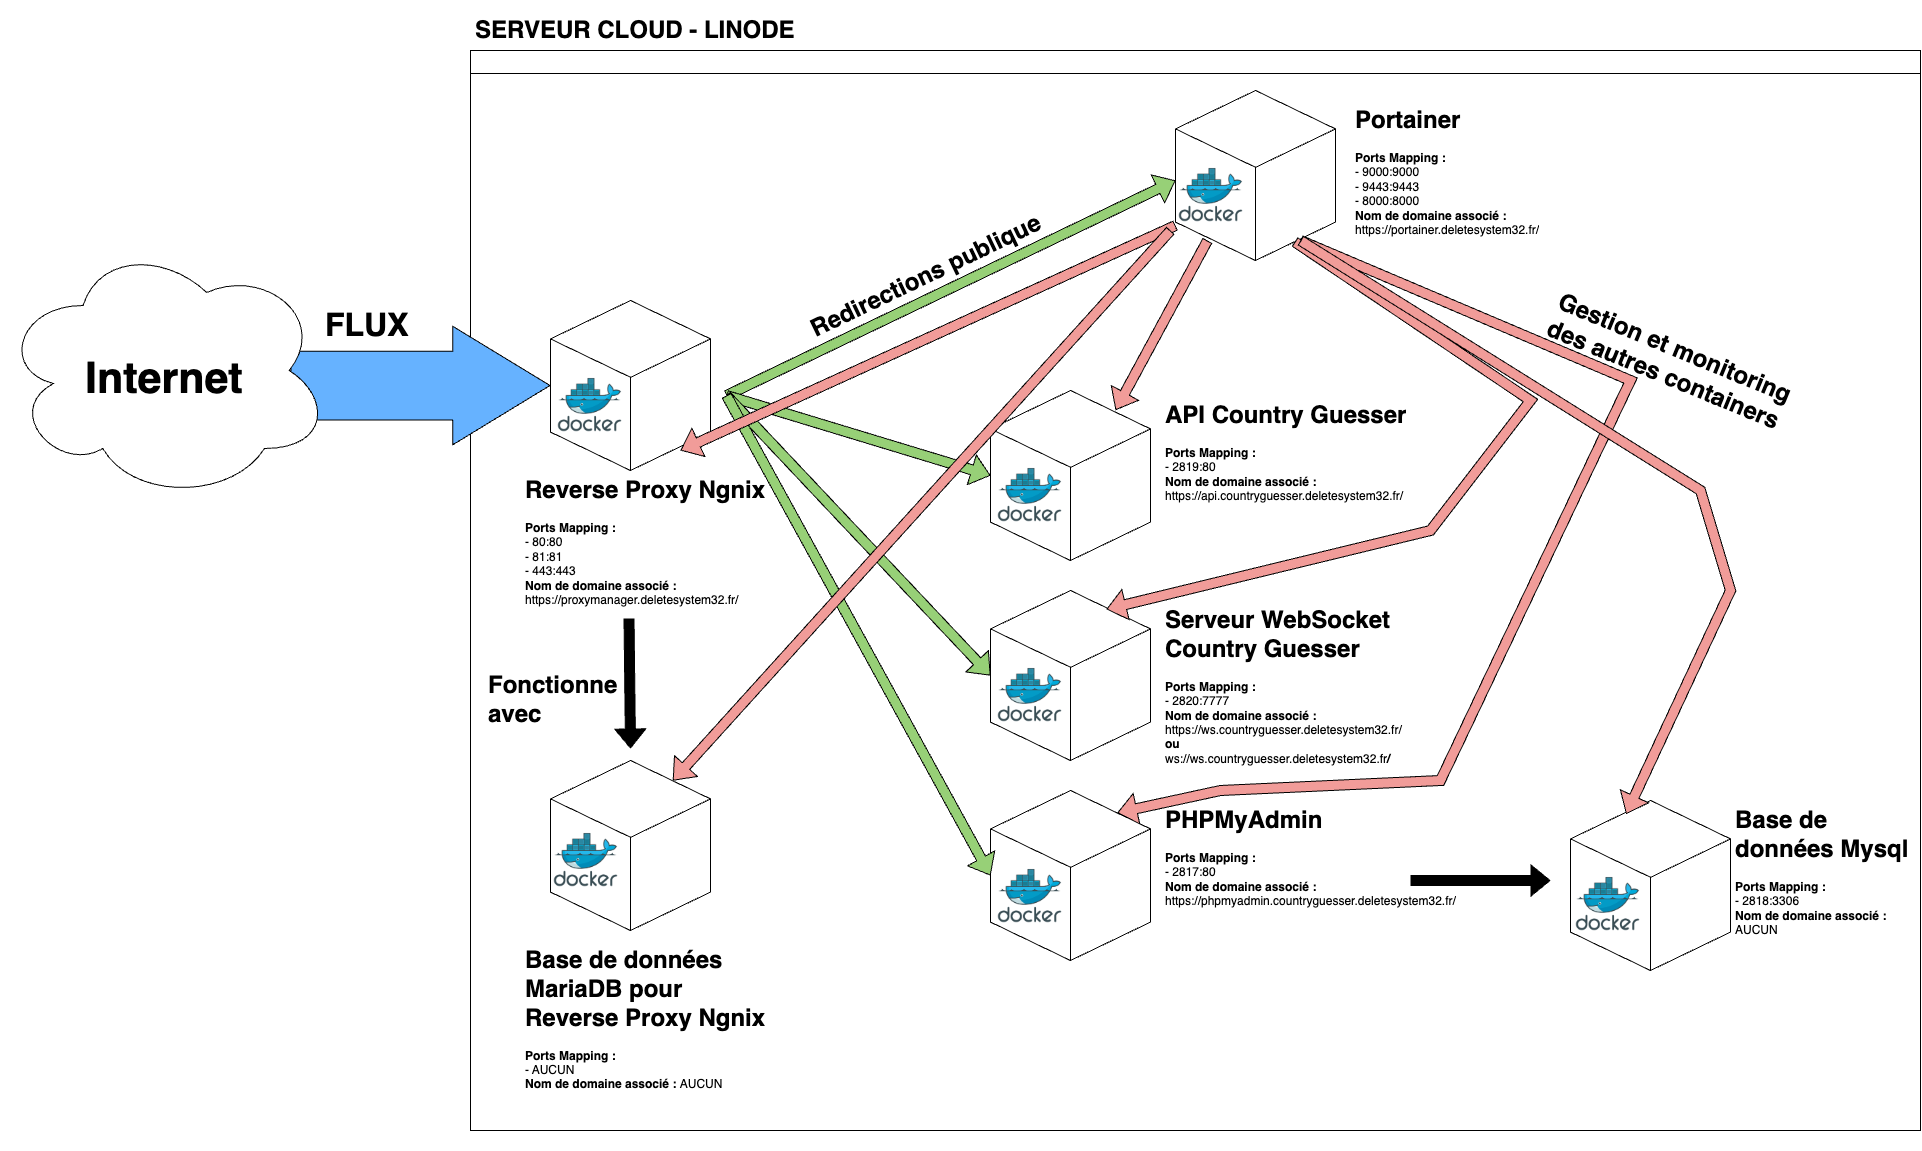 SERVEUR CLOUD - LINODE
Portainer
Ports Mapping :
- 9000:9000
- 9443:9443
- 8000:8000
Nom de domaine associé :
https://portainer.deletesystem32.fr/
docker
Redirections publique
Gestion et monitoring
des autres containers
Internet
FLUX
docker
Reverse Proxy Ngnix
Ports Mapping :
- 80:80
- 81:81
- 443:443
Nom de domaine associé :
https://proxymanager.deletesystem32.fr/
API Country Guesser
Ports Mapping :
- 2819:80
Nom de domaine associé :
https://api.countryguesser.deletesystem32.fr/
docker
Fonctionne
avec
Serveur WebSocket
Country Guesser
Ports Mapping :
- 2820:7777
Nom de domaine associé :
https://ws.countryguesser.deletesystem32.fr/
ou
ws://ws.countryguesser.deletesystem32.fr/
docker
PHPMyAdmin
Ports Mapping :
- 2817:80
Nom de domaine associé :
https://phpmyadmin.countryguesser.deletesystem32.fr/
docker
Base de
données Mysql
Ports Mapping :
- 2818:3306
Nom de domaine associé :
AUCUN
docker
docker
Base de données
MariaDB pour
Reverse Proxy Ngnix
Ports Mapping :
- AUCUN
Nom de domaine associé : AUCUN